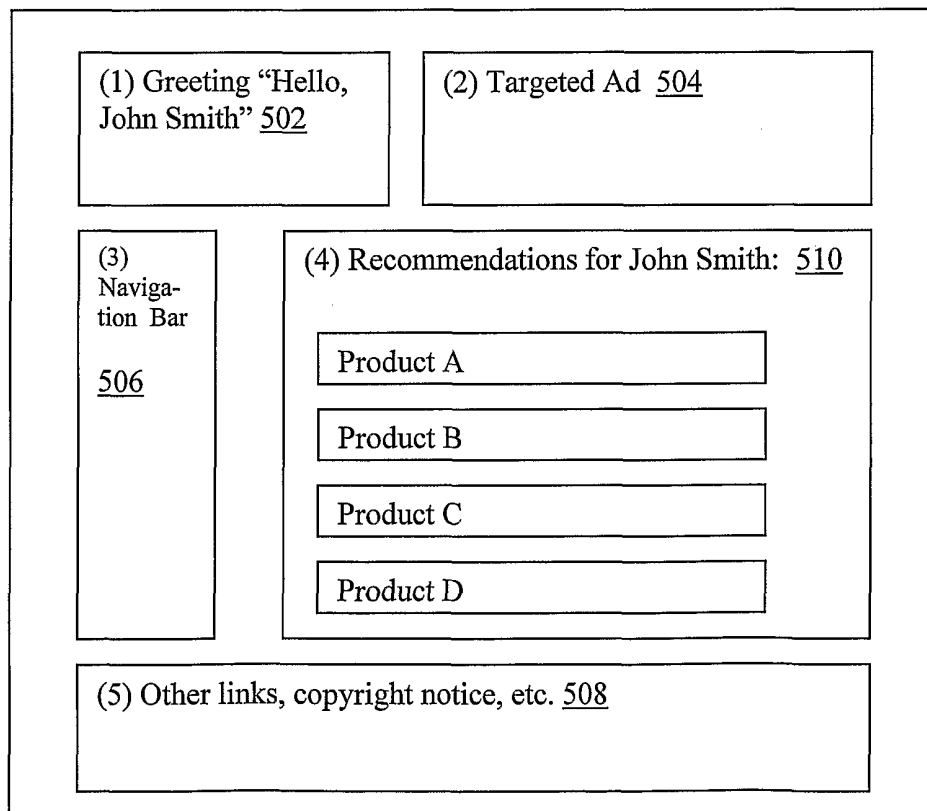 (1) Greeting “Hello,
John Smith” 502
(2) Targeted Ad 504
(3)
Naviga-
tion Bar
506
(4) Recommendations for John Smith: 510
Product A
Product B
Product C
Product D
(5) Other links, copyright notice, etc. 508